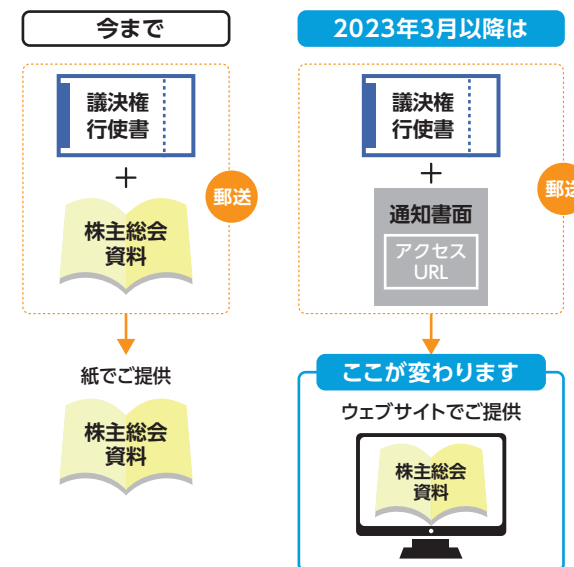 今まで
議決権
行使書
+
郵送
株主総会
資料
紙でご提供
株主総会
資料
2023年3月以降は
議決権
行使書
+
郵送
通知書面
アクセス
URL
ここが変わります
ウェブサイトでご提供
株主総会
資料